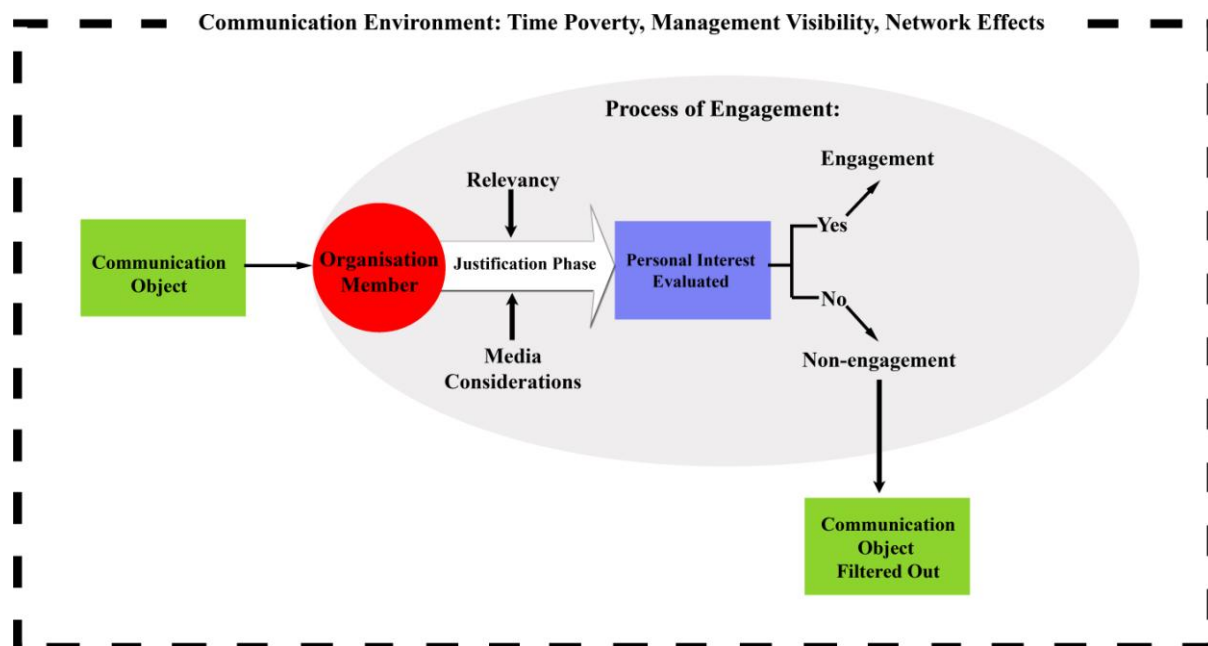 Communication Environment: Time Poverty, Management Visibility, Network Effects
Process of Engagement:
Engagement
Relevancy
Yes
Communication
Object
Organisation
Member
Justification Phase
Personal Interest
Evaluated
No
Media
Considerations
Non-engagement
Communication
Object
Filtered Out